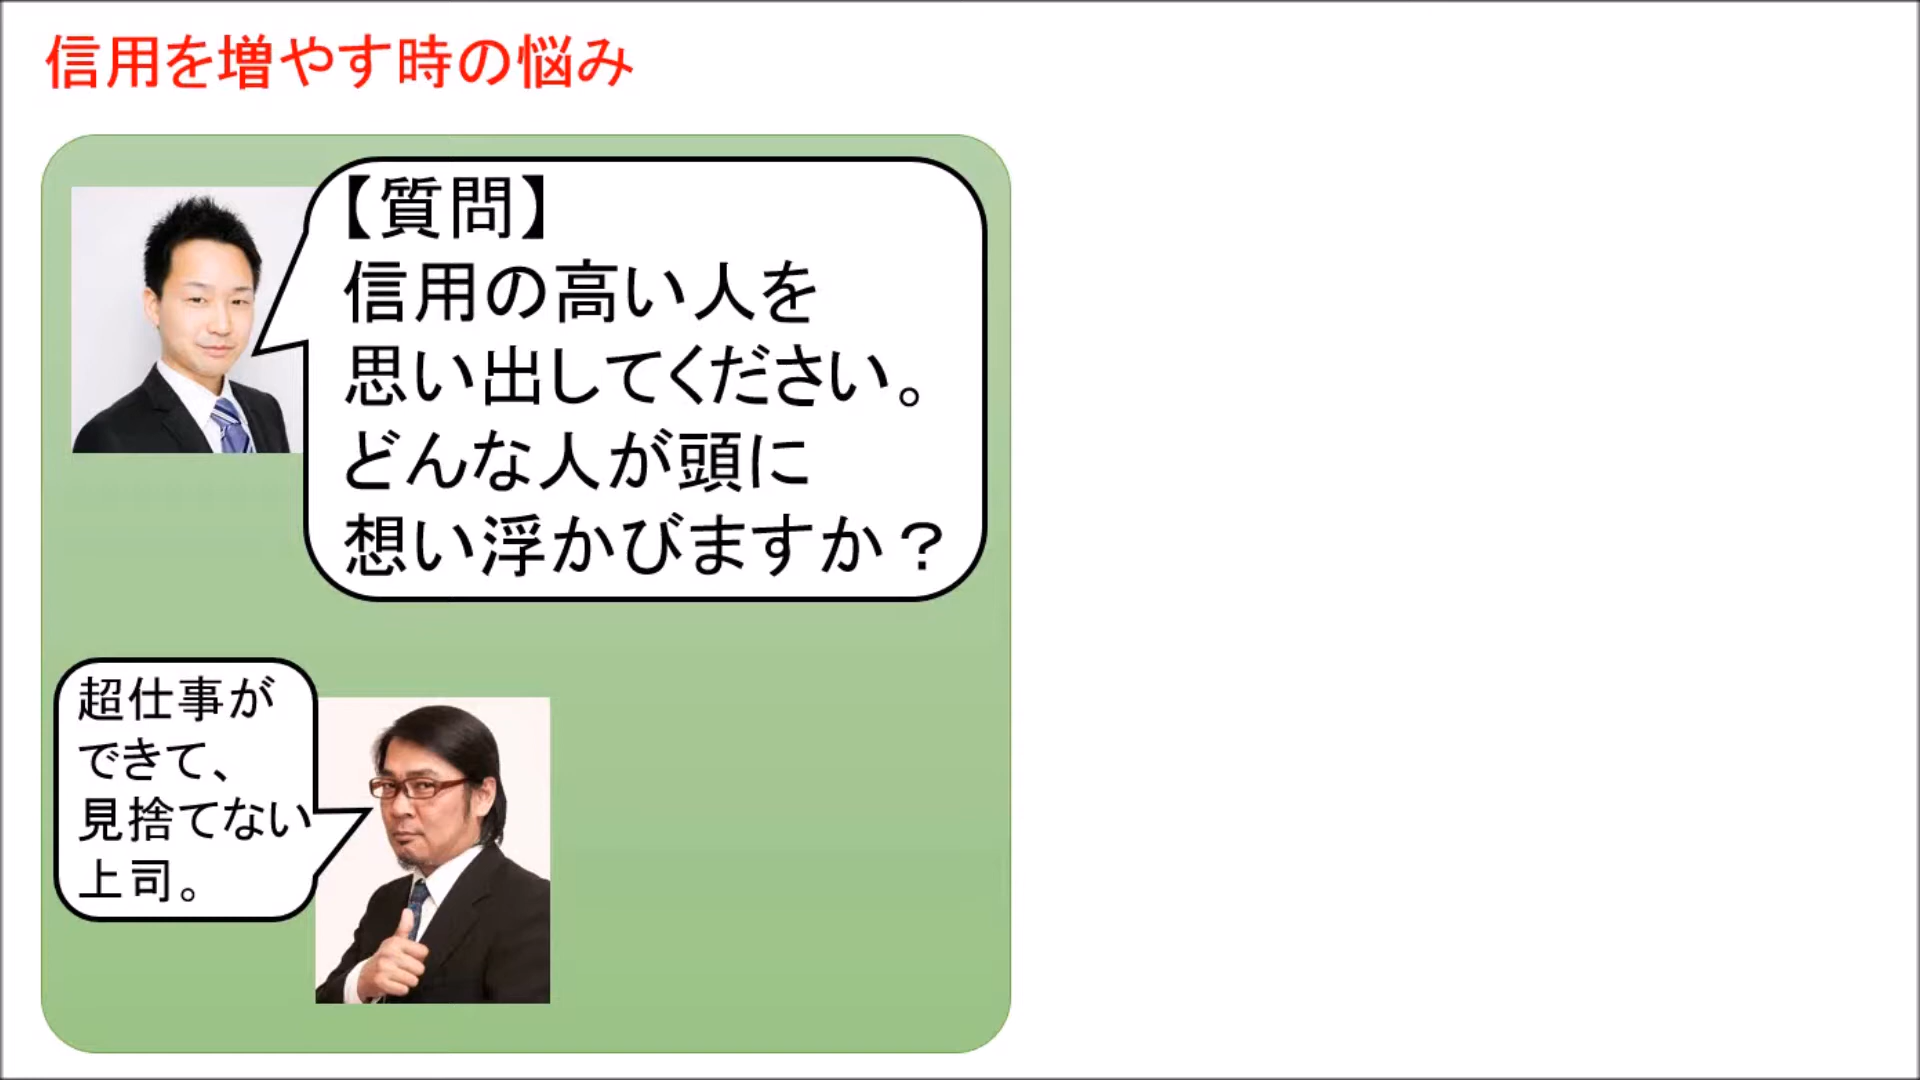 信用を増やす時の悩み
【質問】
信用の高い人を
思い出してください。
どんな人が頭に
想い浮かびますか？
超仕事が
できて、
見捨てない
上司。